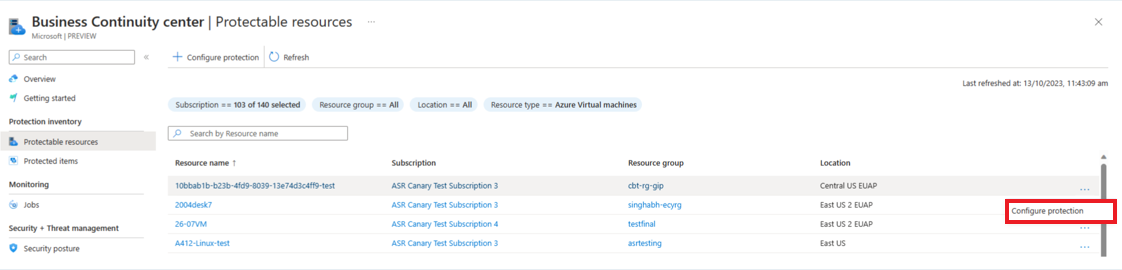 Business Continuity center | Protectable resources ...
Microsoft | PREVIEW
Search
Overview
Getting started
Protection inventory
Protectable resources
Protected items
Monitoring
Jobs
Security + Threat management
Security posture
Configure protection
Refresh
Last refreshed at: 13/10/2023, 11:43:09 am
Subscription == 103 of 140 selected
Resource group == All
Location == All
Resource type == Azure Virtual machines
Search by Resource name
Resource name ↑ Subscription Resource group Location
10bbab1b-b23b-4fd9-8039-13e74d3c4ff9-test ASR Canary Test Subscription 3 cbt-rg-gip Central US EUAP ...
2004desk7 ASR Canary Test Subscription 3 singhabh-ecyrg East US 2 EUAP
Configure protection
26-07VM ASR Canary Test Subscription 4 testfinal East US 2 EUAP ...
A412-Linux-test ASR Canary Test Subscription 3 asrtesting East US ...